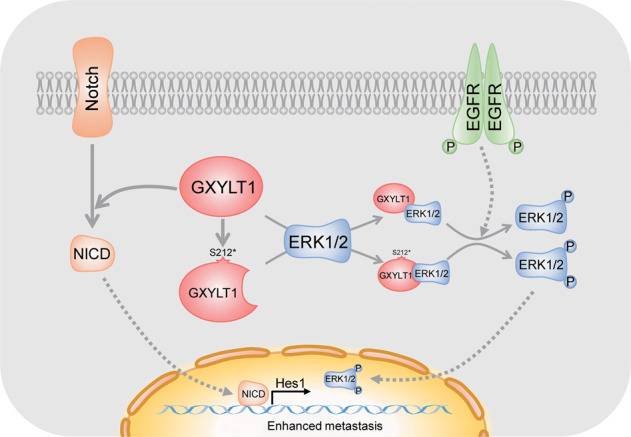 Notch
EGFR
EGFR
P
P
GXYLT1
GXYLT1
ERK1/2
P
ERK1/2
P
ERK1/2
NICD
S212*
GXYLT1
S212*
GXYLT1
ERK1/2
P
ERK1/2
P
NICD
Hes1
ERK1/2
P
P
Enhanced metastasis